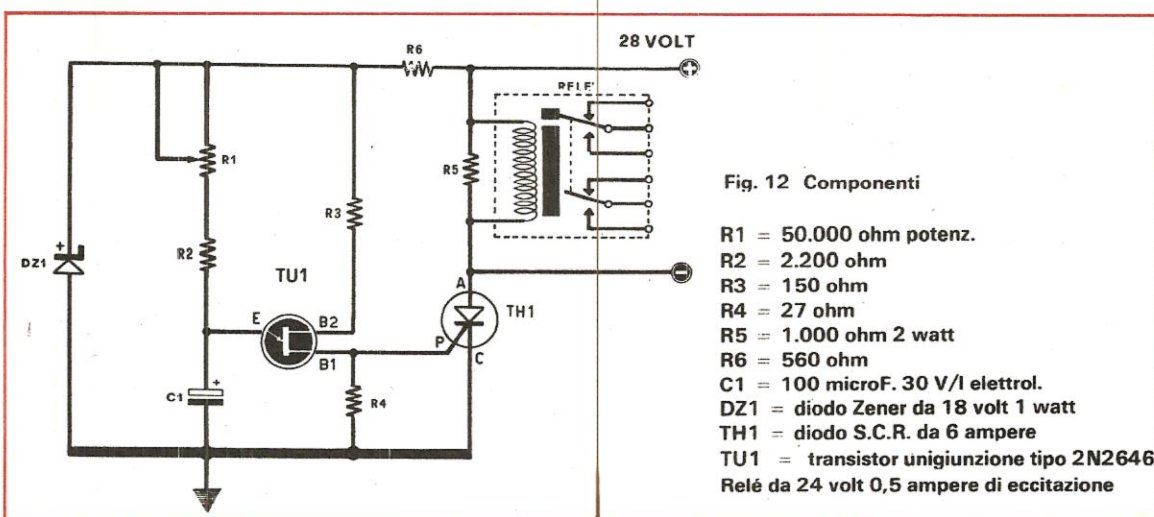 28 VOLT
R6
RELE'
R1
R5
R3
DZ1
R2
TU1
A
TH1
E
B2
P
B1
C
C1
R4
Fig. 12 Componenti
R1 = 50.000 ohm potenz.
R2 = 2.200 ohm
R3 = 150 ohm
R4 = 27 ohm
R5 = 1.000 ohm 2 watt
R6 = 560 ohm
C1 = 100 microF. 30 V/l elettrol.
DZ1 = diodo Zener da 18 volt 1 watt
TH1 = diodo S.C.R. da 6 ampere
TU1 = transistor unigiunzione tipo 2N2646
Relé da 24 volt 0,5 ampere di eccitazione